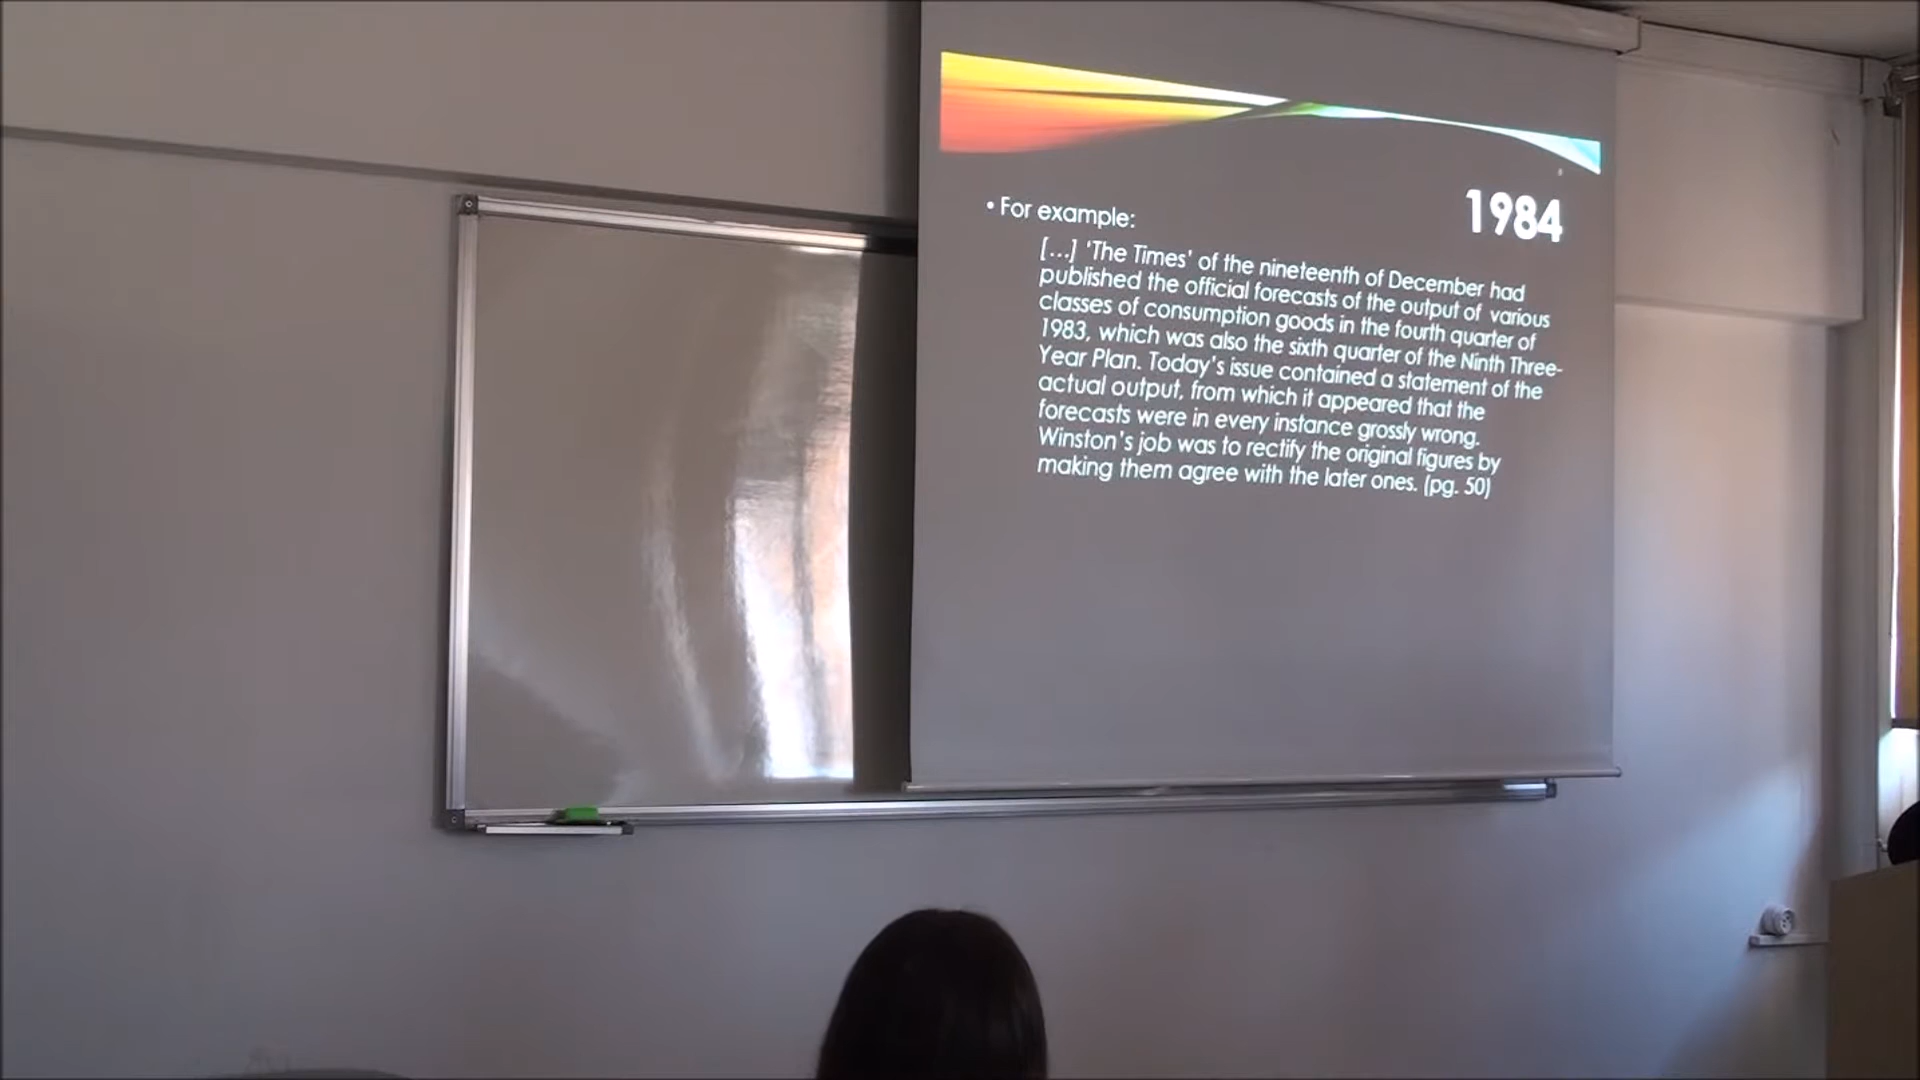 1984
• For example:
[...] 'The Times' of the nineteenth of December had
published the official forecasts of the output of various
classes of consumption goods in the fourth quarter of
1983, which was also the sixth quarter of the Ninth Three-
Year Plan. Today's issue contained a statement of the
actual output, from which it appeared that the
forecasts were in every instance grossly wrong.
Winston's job was to rectify the original figures by
making them agree with the later ones. (pg. 50)